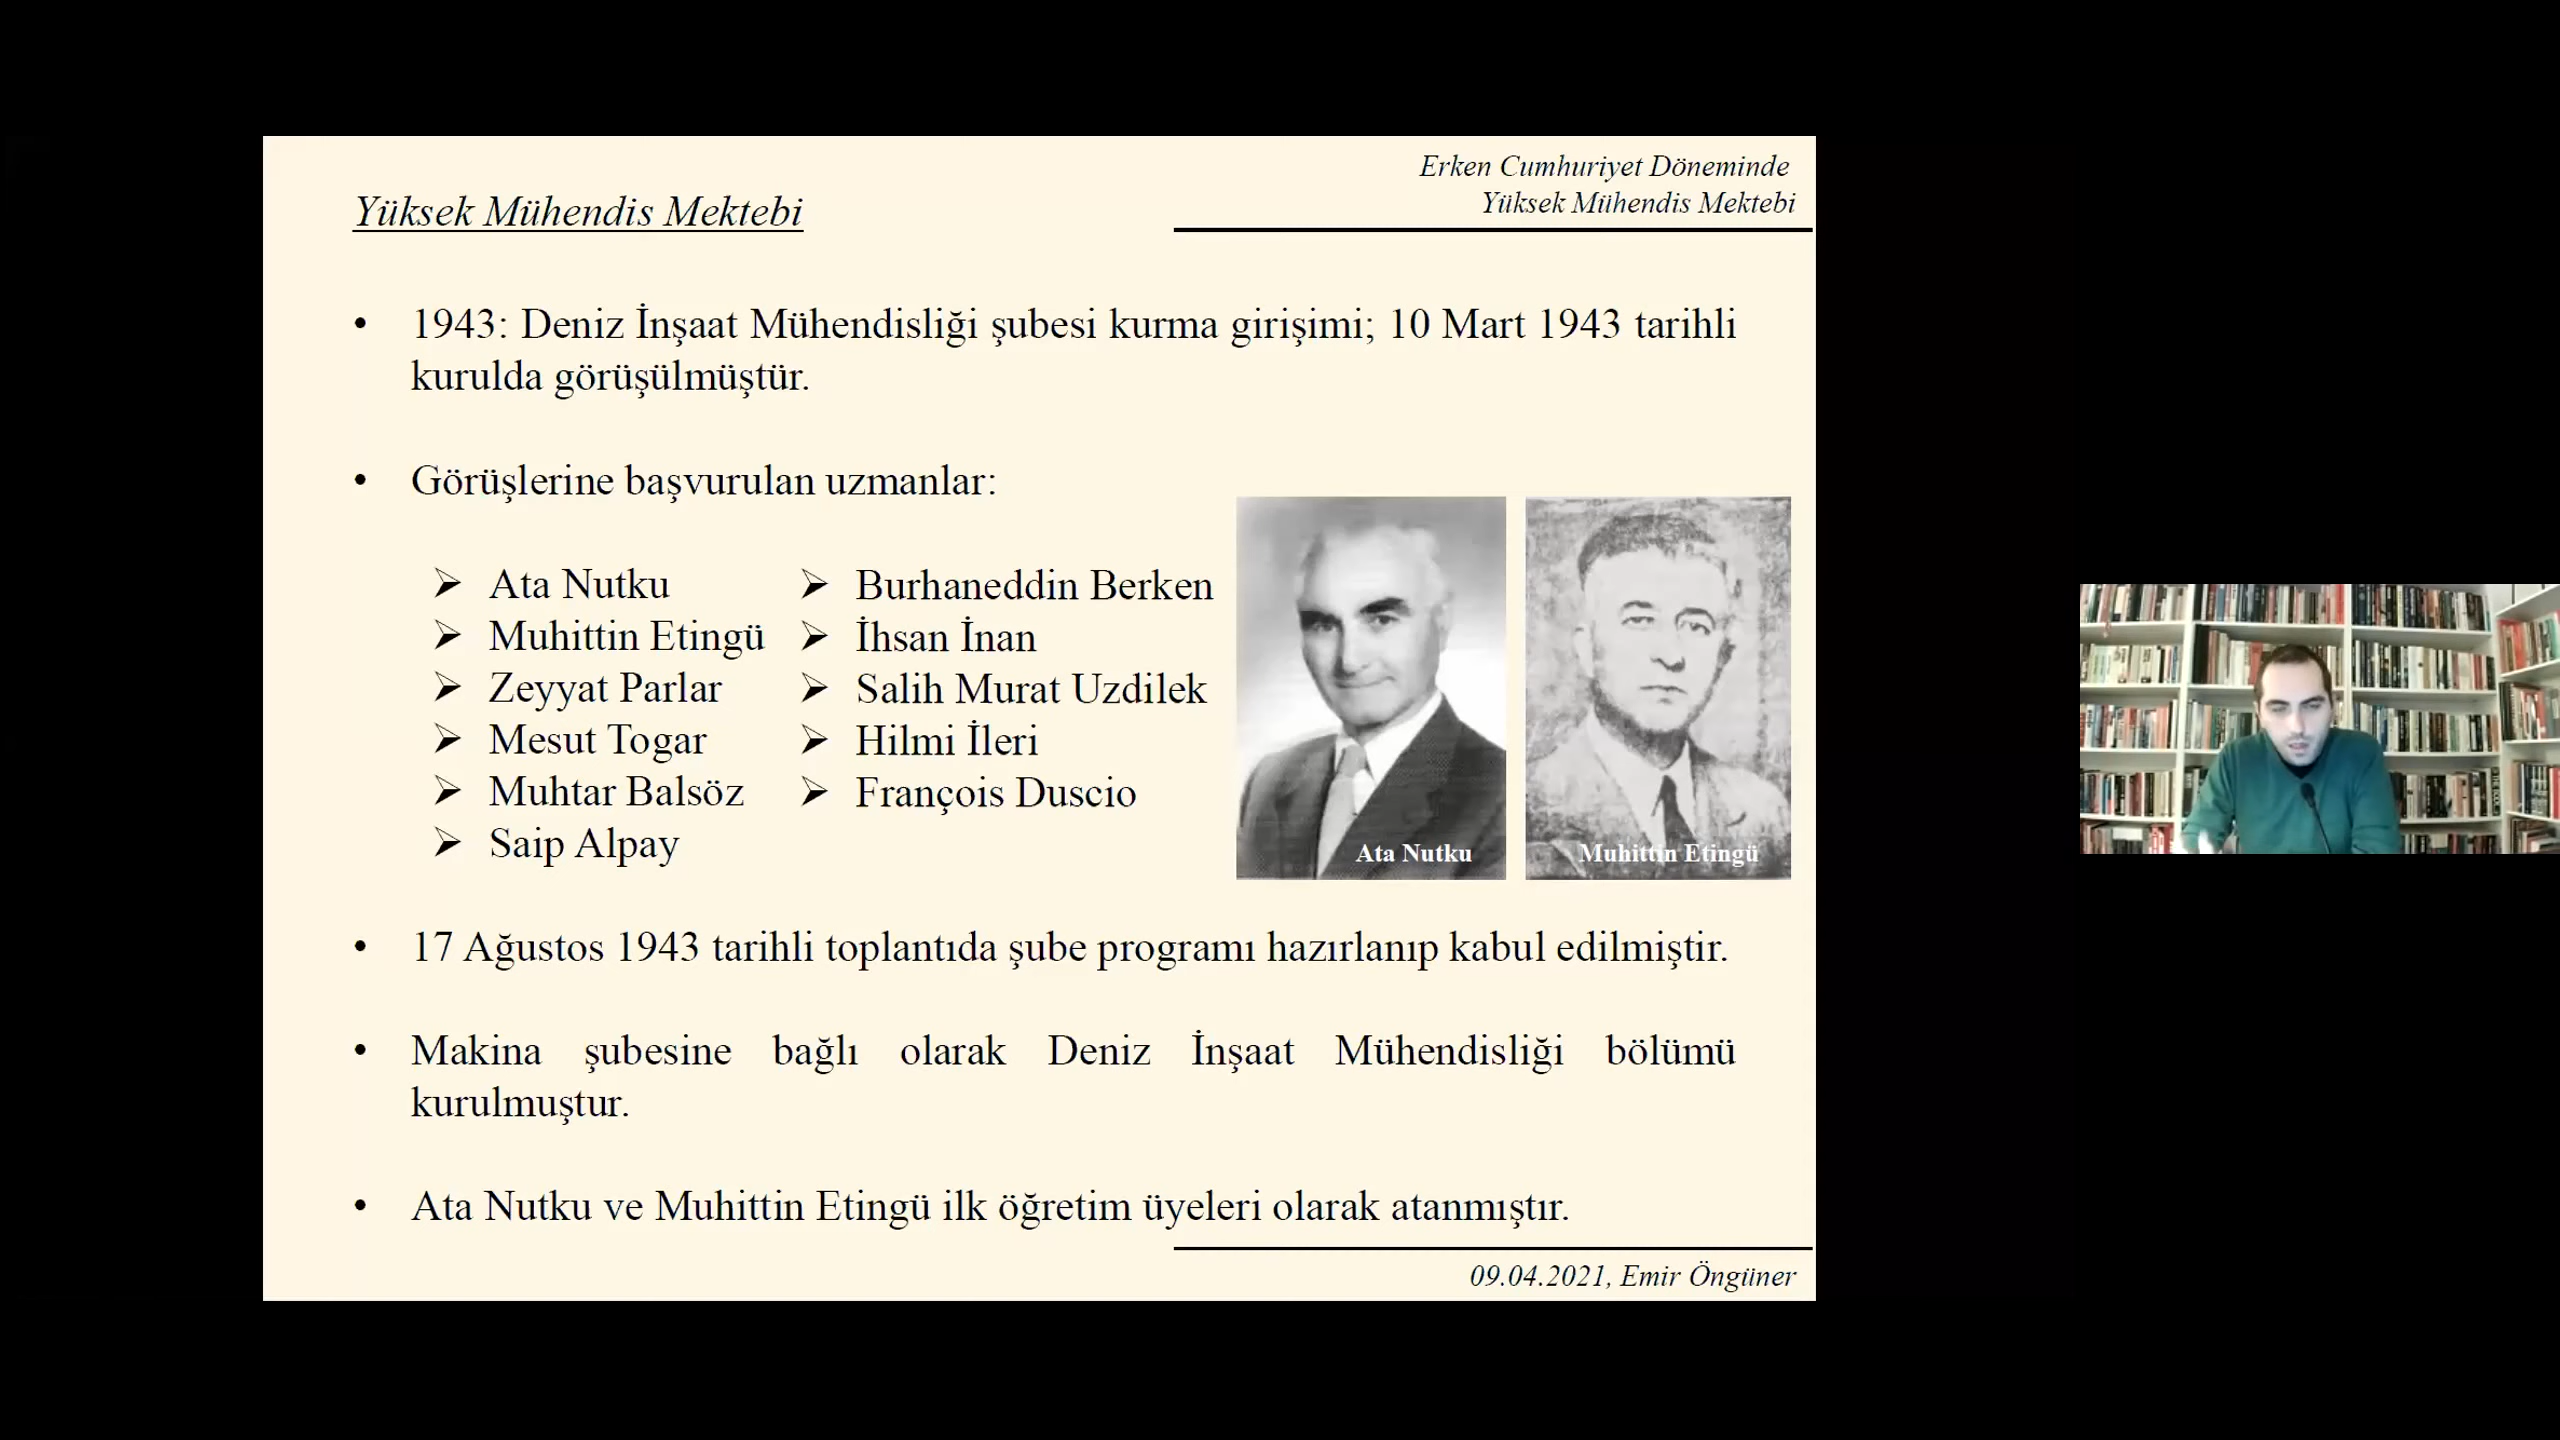 Erken Cumhuriyet Döneminde
Yüksek Mühendis Mektebi
Yüksek Mühendis Mektebi
• 1943: Deniz İnşaat Mühendisliği şubesi kurma girişimi; 10 Mart 1943 tarihli
kurulda görüşülmüştür.
• Görüşlerine başvurulan uzmanlar:
➢ Ata Nutku
➢ Muhittin Etingü
➢ Zeyyat Parlar
➢ Mesut Togar
➢ Muhtar Balsöz
➢ Saip Alpay
➢ Burhaneddin Berken
➢ İhsan İnan
➢ Salih Murat Uzdilek
➢ Hilmi İleri
➢ François Duscio
Ata Nutku
Muhittin Etingü
• 17 Ağustos 1943 tarihli toplantıda şube programı hazırlanıp kabul edilmiştir.
• Makina şubesine bağlı olarak Deniz İnşaat Mühendisliği bölümü
kurulmuştur.
• Ata Nutku ve Muhittin Etingü ilk öğretim üyeleri olarak atanmıştır.
09.04.2021, Emir Öngüner